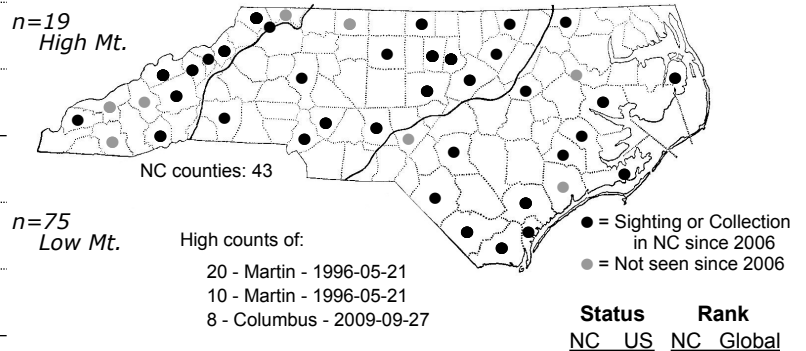 n=19
High Mt.
NC counties: 43
n=75
Low Mt.
High counts of:
20 - Martin - 1996-05-21
10 - Martin - 1996-05-21
8 - Columbus - 2009-09-27
= Sighting or Collection
in NC since 2006
= Not seen since 2006
Status Rank
NC US NC Global